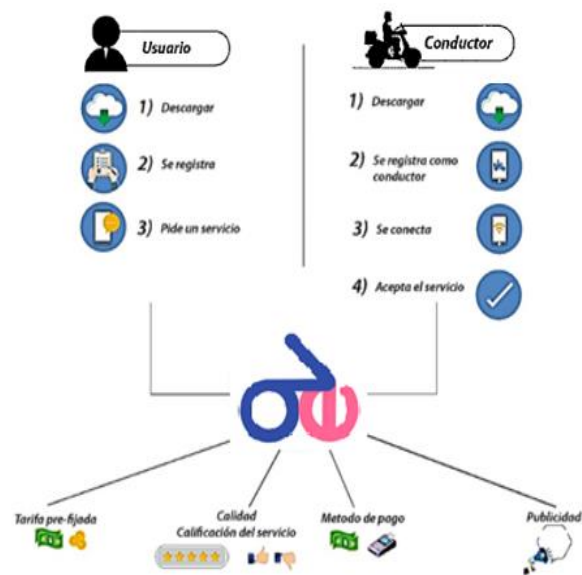 Usuario
1) Descargar
2) Se registra
3) Pide un servicio
Conductor
1) Descargar
2) Se registra como
conductor
3) Se conecta
4) Acepta el servicio
Tarifa pre-fijada
Calidad
Calificación del servicio
Metodo de pago
Publicidad